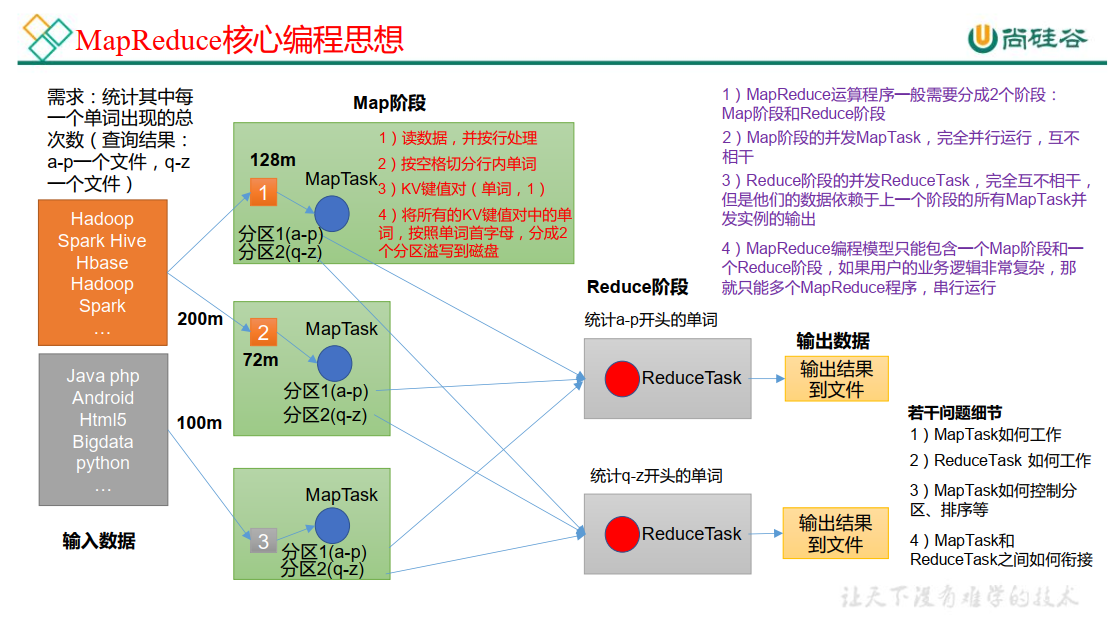 MapReduce核心编程思想
尚硅谷
需求：统计其中每
一个单词出现的总
次数（查询结果：
a-p一个文件，q-z
一个文件）
Hadoop
Spark Hive
Hbase
Hadoop
Spark
…
200m
Java php
Android
Html5
Bigdata
python
…
100m
输入数据
Map阶段
128m
1
MapTask
分区1(a-p)
分区2(q-z)
1）读数据，并按行处理
2）按空格切分行内单词
3）KV键值对（单词，1）
4）将所有的KV键值对中的单
词，按照单词首字母，分成2
个分区溢写到磁盘
2
72m
MapTask
分区1(a-p)
分区2(q-z)
3
MapTask
分区1(a-p)
分区2(q-z)
Reduce阶段
统计a-p开头的单词
ReduceTask
统计q-z开头的单词
ReduceTask
输出数据
输出结果
到文件
输出结果
到文件
1）MapReduce运算程序一般需要分成2个阶段：
Map阶段和Reduce阶段
2）Map阶段的并发MapTask，完全并行运行，互不
相干
3）Reduce阶段的并发ReduceTask，完全互不相干，
但是他们的数据依赖于上一个阶段的所有MapTask并
发实例的输出
4）MapReduce编程模型只能包含一个Map阶段和一
个Reduce阶段，如果用户的业务逻辑非常复杂，那
就只能多个MapReduce程序，串行运行
若干问题细节
1）MapTask如何工作
2）ReduceTask 如何工作
3）MapTask如何控制分
区、排序等
4）MapTask和
ReduceTask之间如何衔接
让天下没有难学的技术